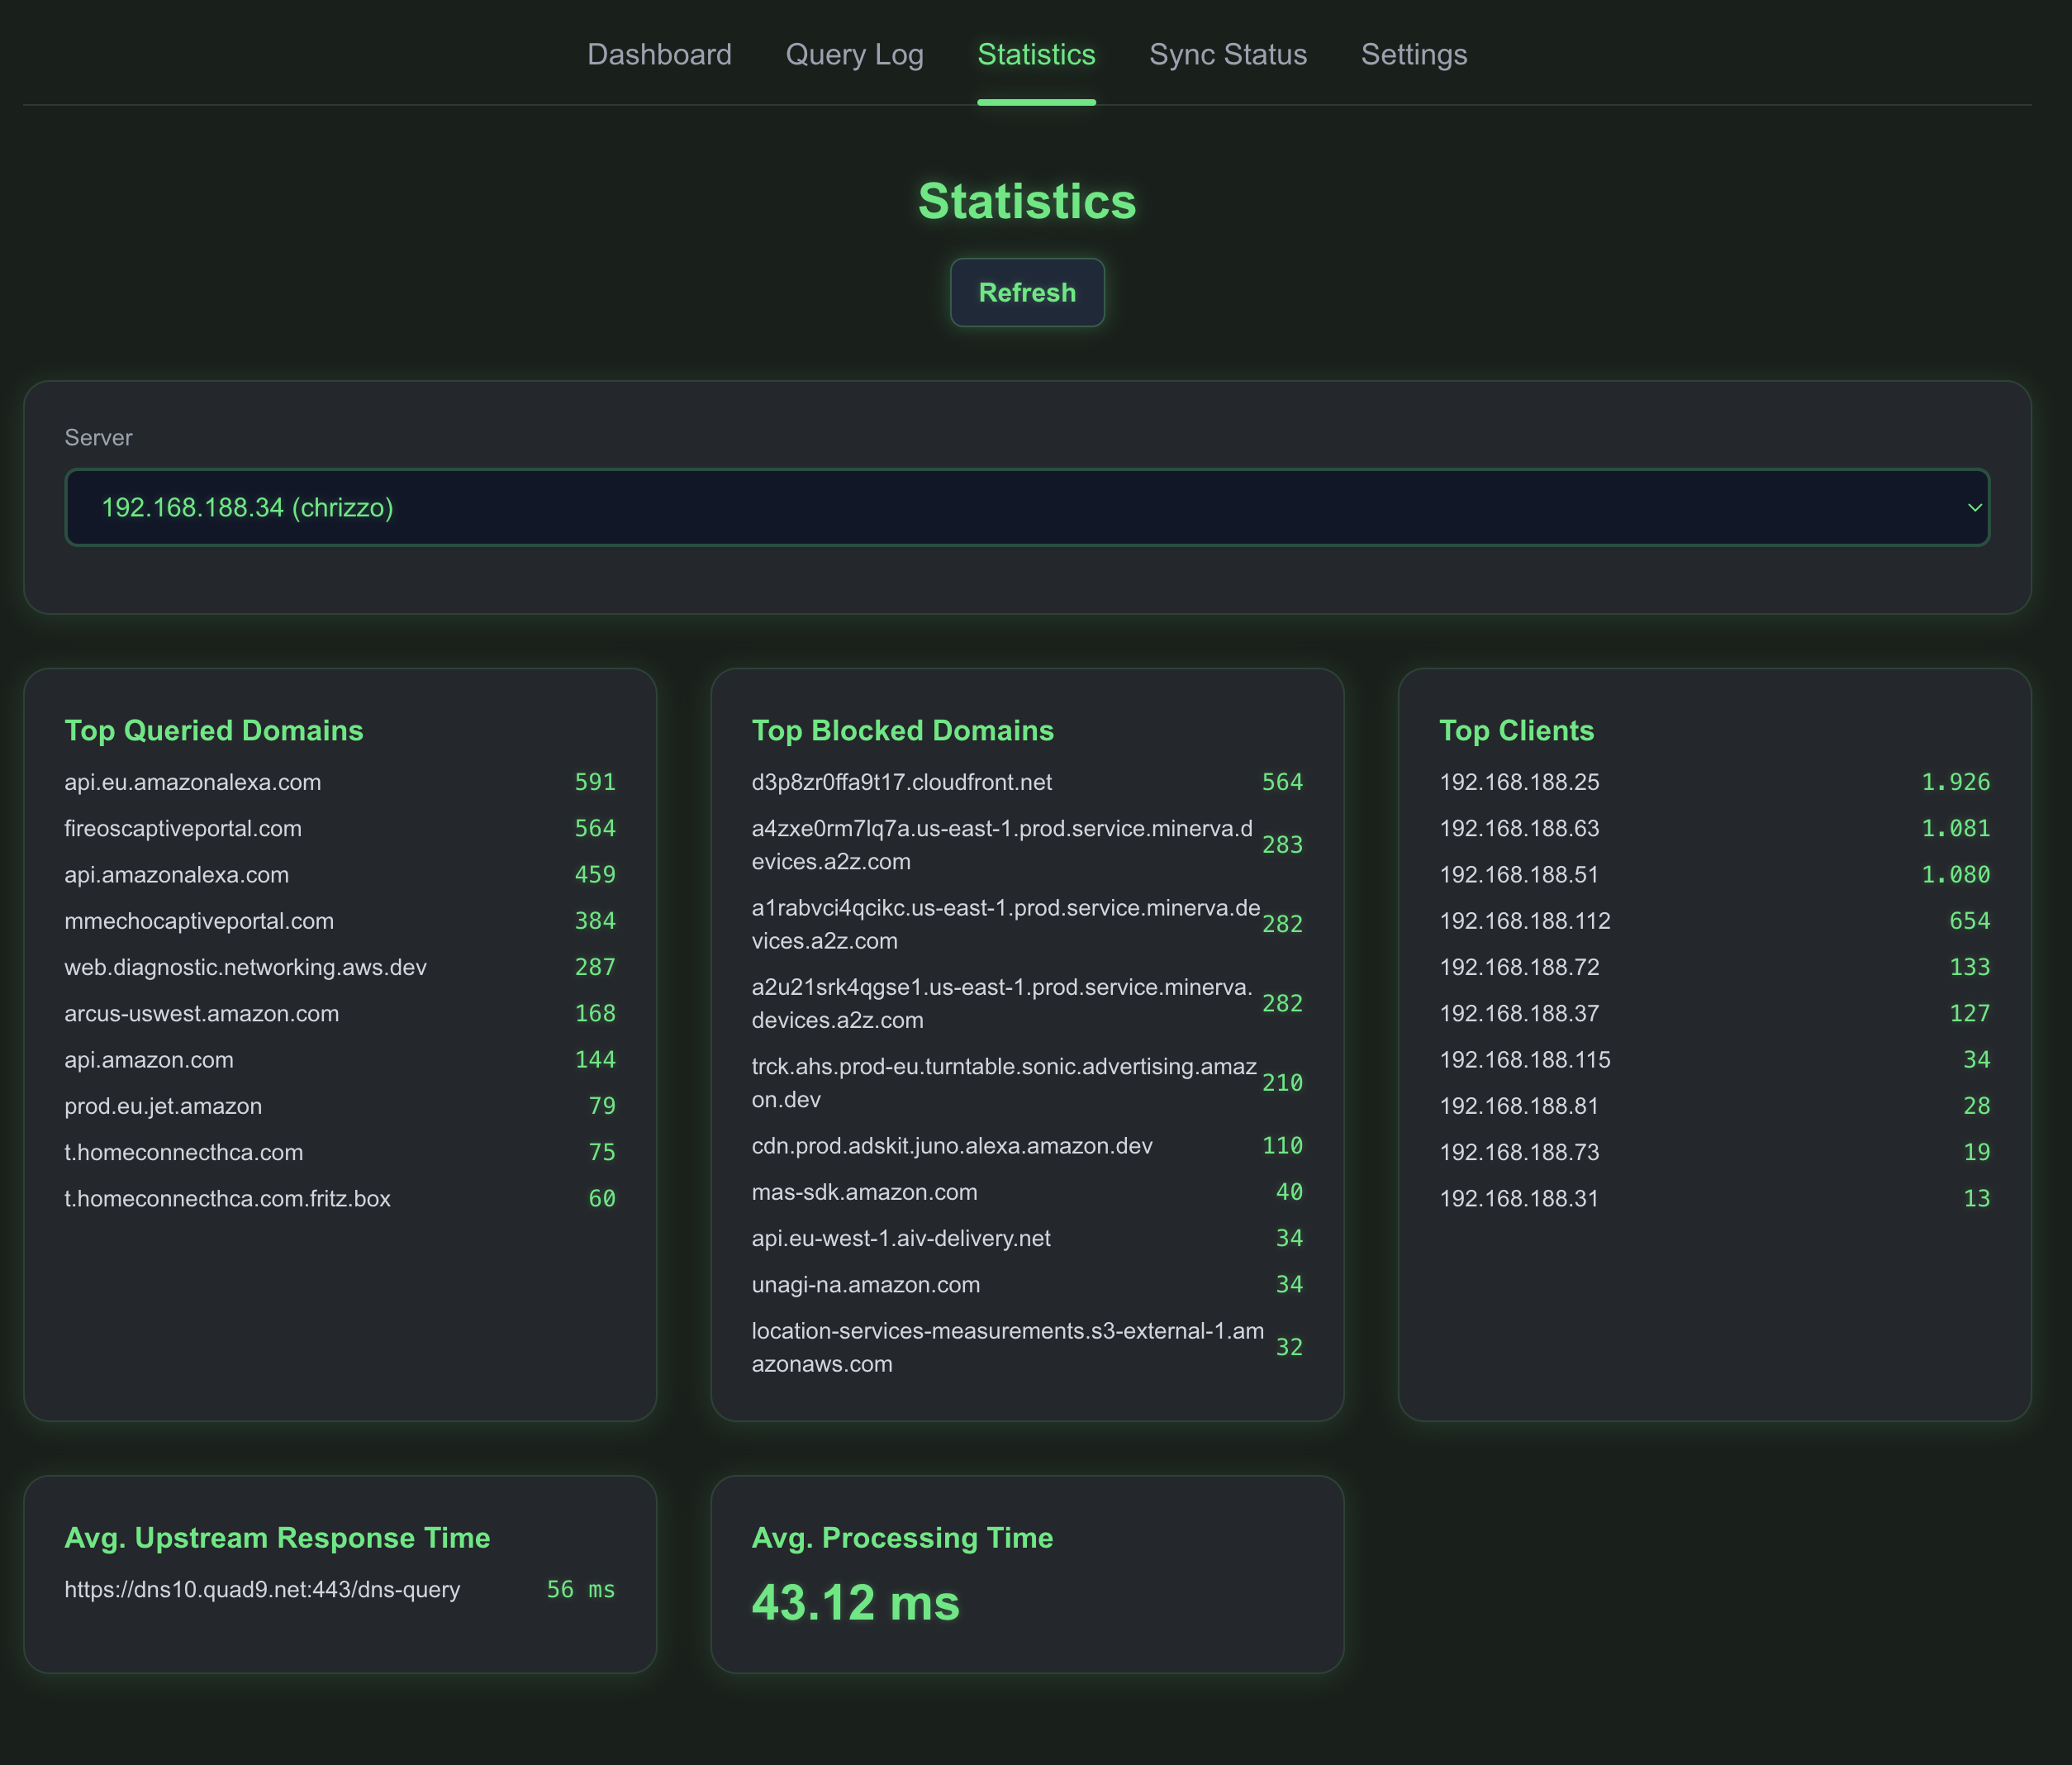 Dashboard Query Log Statistics Sync Status Settings
Statistics
Refresh
Server
192.168.188.34 (chrizzo)
Top Queried Domains
api.eu.amazonalexa.com 591
fireoscaptiveportal.com 564
api.amazonalexa.com 459
mmechocaptiveportal.com 384
web.diagnostic.networking.aws.dev 287
arcus-uswest.amazon.com 168
api.amazon.com 144
prod.eu.jet.amazon 79
t.homeconnecthca.com 75
t.homeconnecthca.com.fritz.box 60
Top Blocked Domains
d3p8zr0ffa9t17.cloudfront.net 564
a4zxe0rm7lq7a.us-east-1.prod.service.minerva.d
evices.a2z.com 283
a1rabvci4qcikc.us-east-1.prod.service.minerva.de
vices.a2z.com 282
a2u21srk4qgse1.us-east-1.prod.service.minerva.
devices.a2z.com 282
trck.ahs.prod-eu.turntable.sonic.advertising.amaz
on.dev 210
cdn.prod.adskit.juno.alexa.amazon.dev 110
mas-sdk.amazon.com 40
api.eu-west-1.aiv-delivery.net 34
unagi-na.amazon.com 34
location-services-measurements.s3-external-1.am
azonaws.com 32
Top Clients
192.168.188.25 1.926
192.168.188.63 1.081
192.168.188.51 1.080
192.168.188.112 654
192.168.188.72 133
192.168.188.37 127
192.168.188.115 34
192.168.188.81 28
192.168.188.73 19
192.168.188.31 13
Avg. Upstream Response Time
https://dns10.quad9.net:443/dns-query 56 ms
Avg. Processing Time
43.12 ms